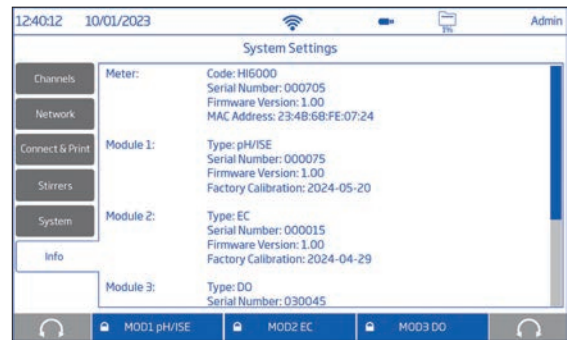 12:40:12 10/01/2023 1% Admin
System Settings
Channels
Network
Connect & Print
Stirrers
System
Info
Meter: Code: HI6000
Serial Number: 000705
Firmware Version: 1.00
MAC Address: 23:4B:68:FE:07:24
Module 1: Type: pH/ISE
Serial Number: 000075
Firmware Version: 1.00
Factory Calibration: 2024-05-20
Module 2: Type: EC
Serial Number: 000015
Firmware Version: 1.00
Factory Calibration: 2024-04-29
Module 3: Type: DO
Serial Number: 030045
MOD1 pH/ISE MOD2 EC MOD3 DO